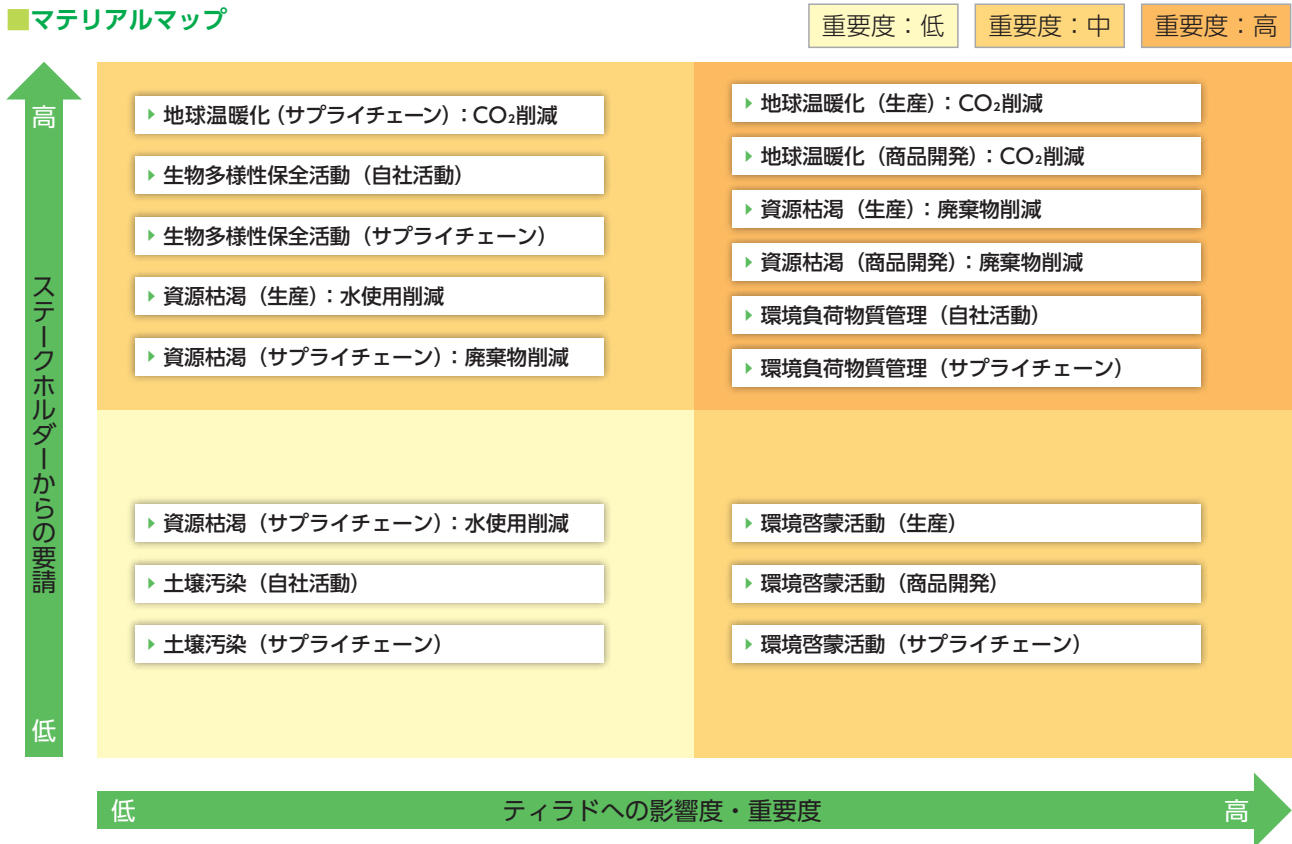 ■マテリアルマップ
重要度：低
重要度：中
重要度：高
高
ステークホルダーからの要請
低
地球温暖化（サプライチェーン）：CO₂削減
生物多様性保全活動（自社活動）
生物多様性保全活動（サプライチェーン）
資源枯渇（生産）：水使用削減
資源枯渇（サプライチェーン）：廃棄物削減
地球温暖化（生産）：CO₂削減
地球温暖化（商品開発）：CO₂削減
資源枯渇（生産）：廃棄物削減
資源枯渇（商品開発）：廃棄物削減
環境負荷物質管理（自社活動）
環境負荷物質管理（サプライチェーン）
資源枯渇（サプライチェーン）：水使用削減
土壌汚染（自社活動）
土壌汚染（サプライチェーン）
環境啓蒙活動（生産）
環境啓蒙活動（商品開発）
環境啓蒙活動（サプライチェーン）
低
ティラドへの影響度・重要度
高